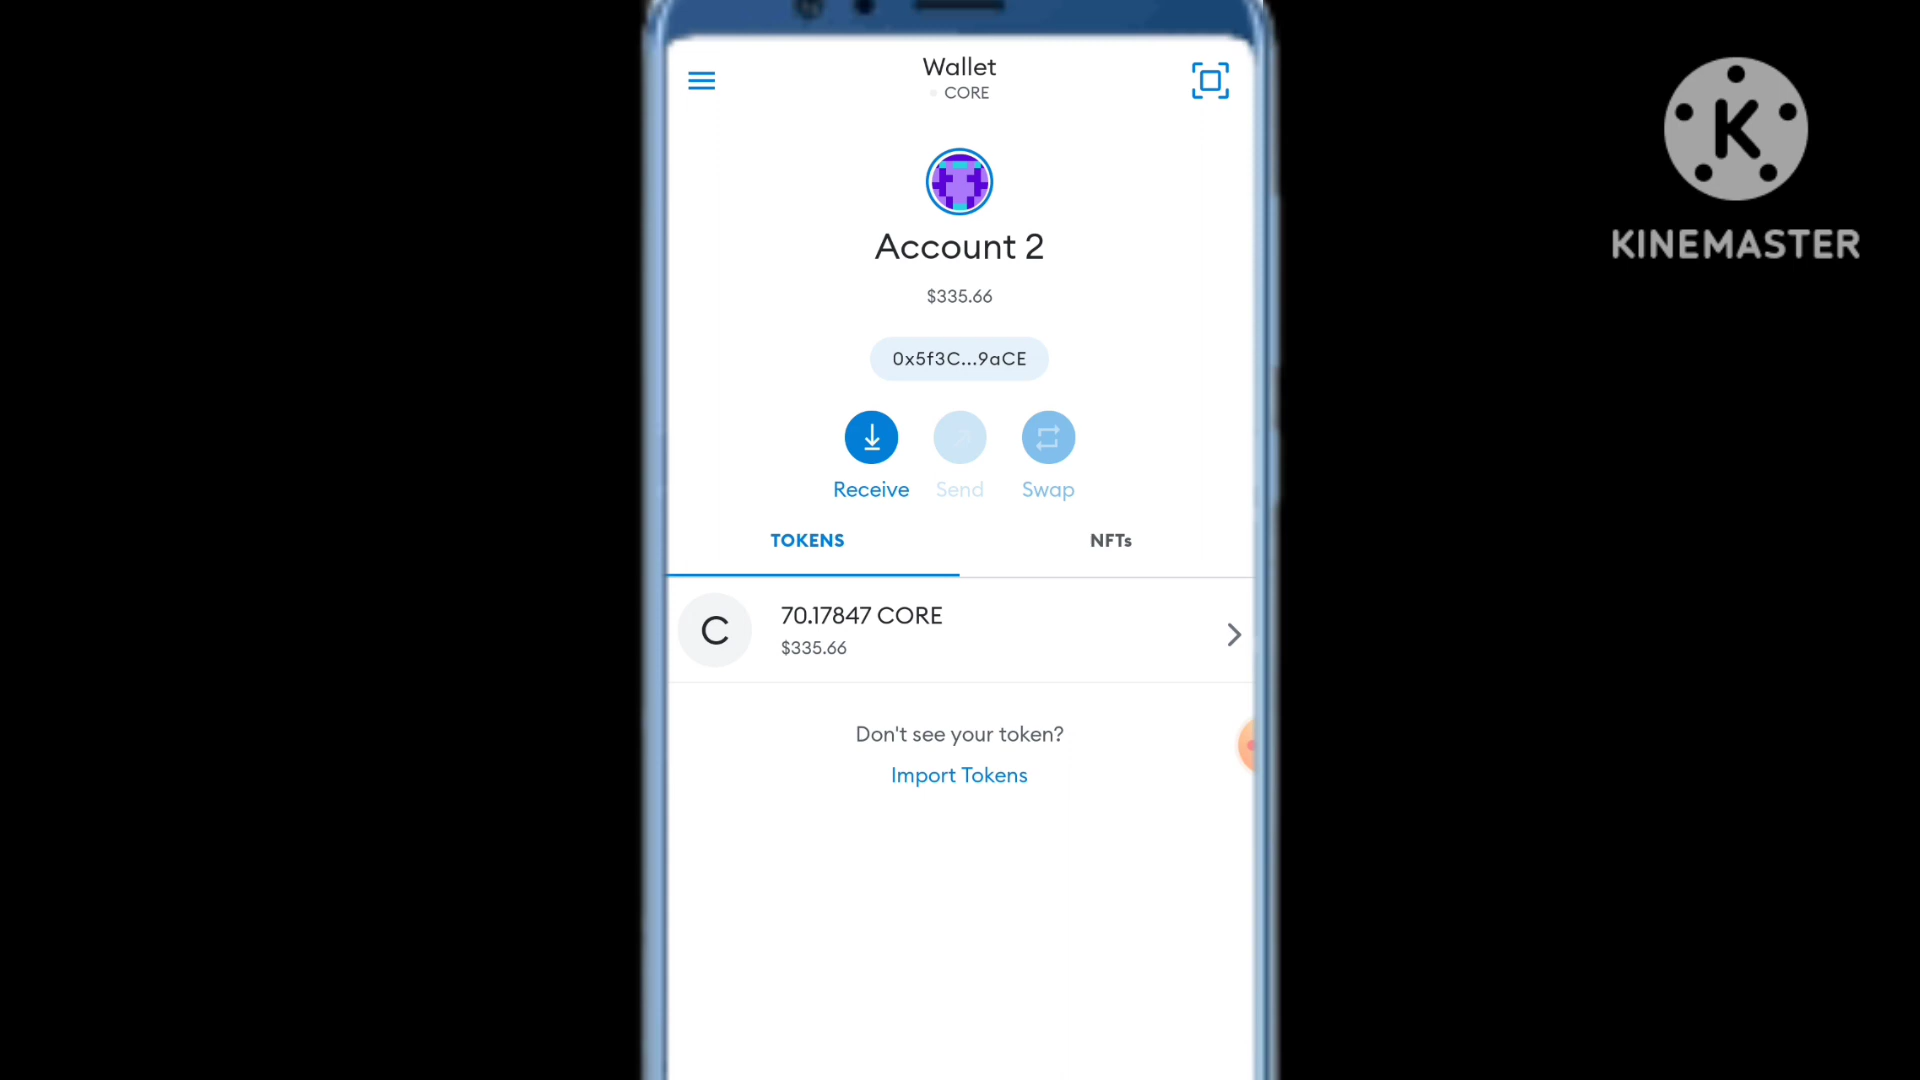 Wallet
CORE
K
KINEMASTER
Account 2
$335.66
0x5f3C...9aCE
Receive Send Swap
TOKENS NFTs
C
70.17847 CORE
$335.66
Don't see your token?
Import Tokens